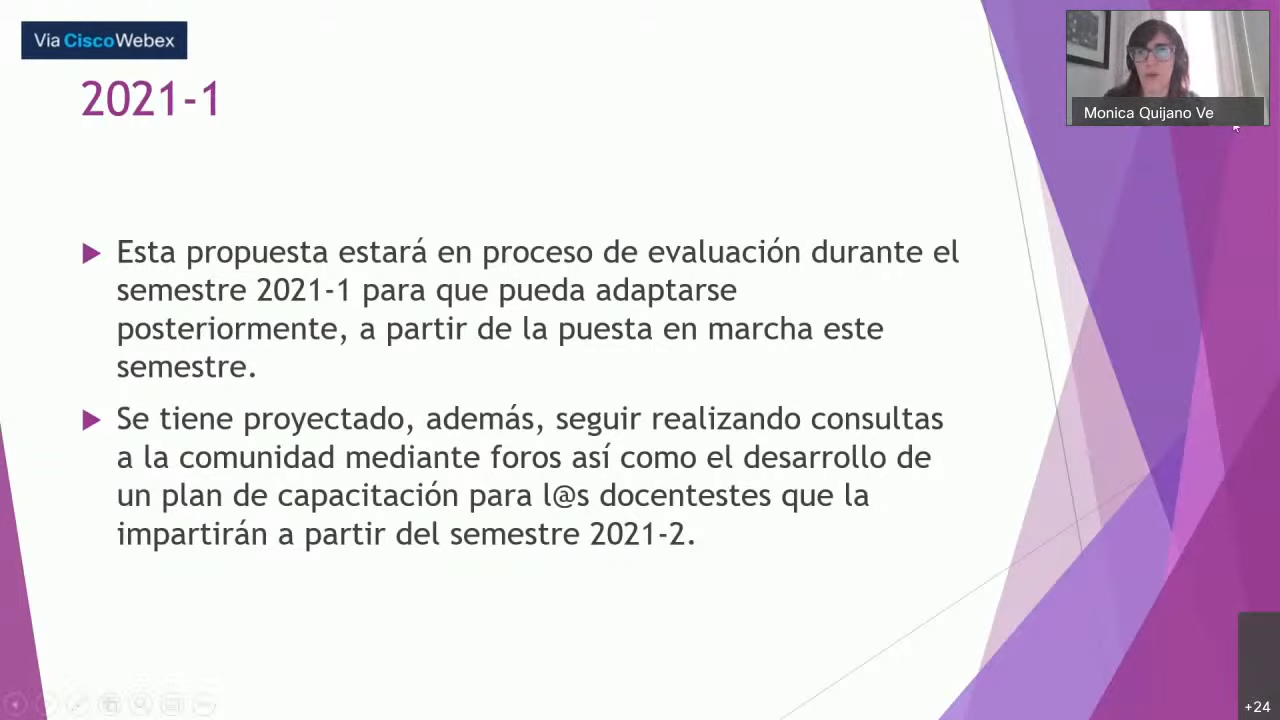 Vía CiscoWebex
2021-1
Monica Quijano Ve
Esta propuesta estará en proceso de evaluación durante el
semestre 2021-1 para que pueda adaptarse
posteriormente, a partir de la puesta en marcha este
semestre.
Se tiene proyectado, además, seguir realizando consultas
a la comunidad mediante foros así como el desarrollo de
un plan de capacitación para l@s docentestes que la
impartirán a partir del semestre 2021-2.
+24